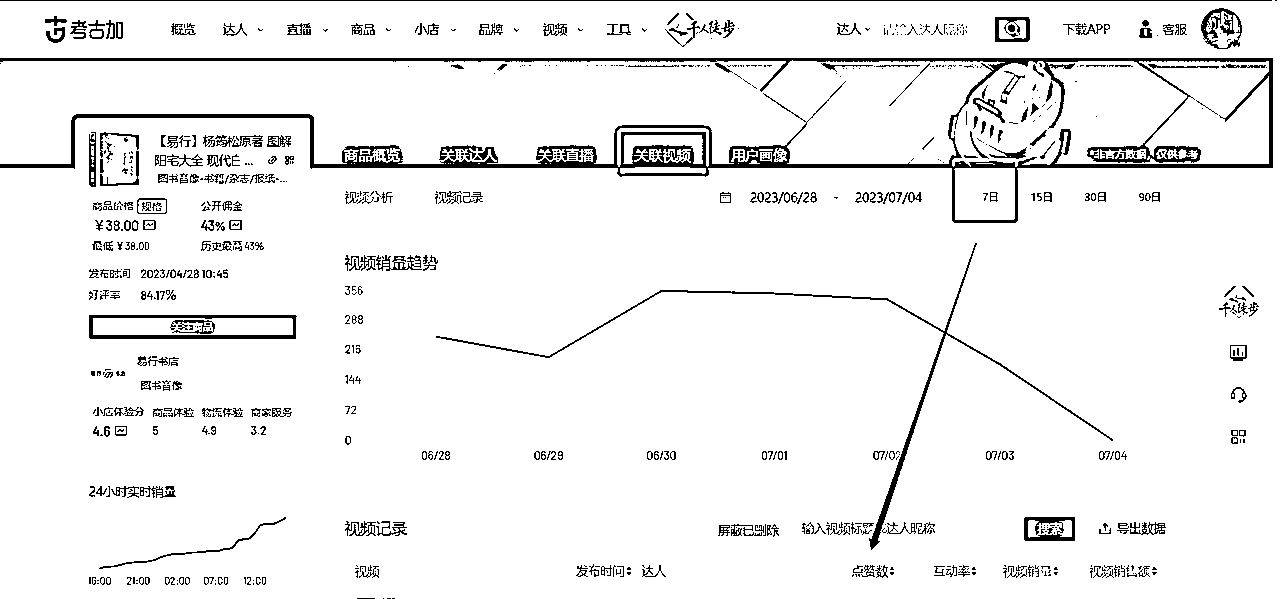 考古加 概览 达人 直播 商品 小店 品牌 视频 工具 千人徒步 达人 请输入达人昵称 下载APP 客服
【易行】杨筠松原著 图解
阳宅大全 现代白 ...
图书音像-书籍/杂志/报纸-...
商品概览 关联达人 关联直播 关联视频 用户画像 *非官方数据，仅供参考
商品价格 规格 公开佣金
¥38.00 43%
最低 ¥38.00 历史最高 43%
发布时间 2023/04/28 10:45
好评率 84.17%
关注商品
易行书店
图书音像
小店体验分 商品体验 物流体验 商家服务
4.6 5 4.9 3.2
24小时实时销量
16:00 21:00 02:00 07:00 12:00
视频分析 视频记录 2023/06/28 - 2023/07/04 7日 15日 30日 90日
视频销量趋势
356
288
216
144
72
0
06/28 06/29 06/30 07/01 07/02 07/03 07/04
千人徒步
视频记录 屏蔽已删除 输入视频标题 达人昵称 搜索 导出数据
视频 发布时间 达人 点赞数 互动率 视频销量 视频销售额